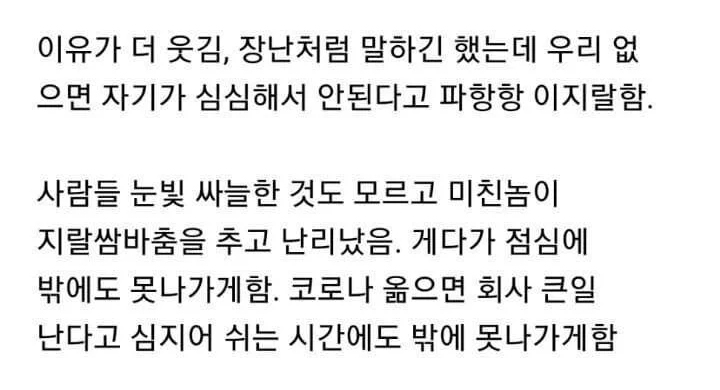 이유가 더 웃김, 장난처럼 말하긴 했는데 우리 없
으면 자기가 심심해서 안된다고 파항항 이지랄함.
사람들 눈빛 싸늘한 것도 모르고 미친놈이
지랄쌈바춤을 추고 난리났음. 게다가 점심에
밖에도 못나가게함. 코로나 옮으면 회사 큰일
난다고 심지어 쉬는 시간에도 밖에 못나가게함